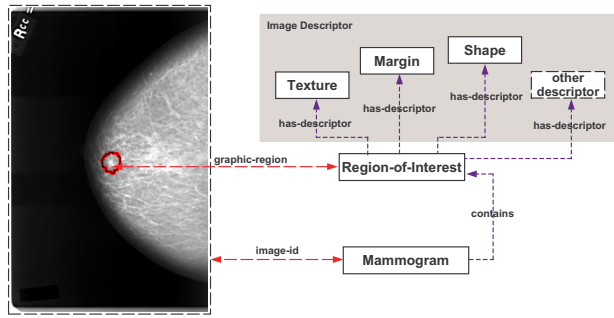 Rcc
Image Descriptor
Texture
Margin
Shape
other
descriptor
has-descriptor
has-descriptor
has-descriptor
has-descriptor
graphic-region
Region-of-Interest
contains
image-id
Mammogram